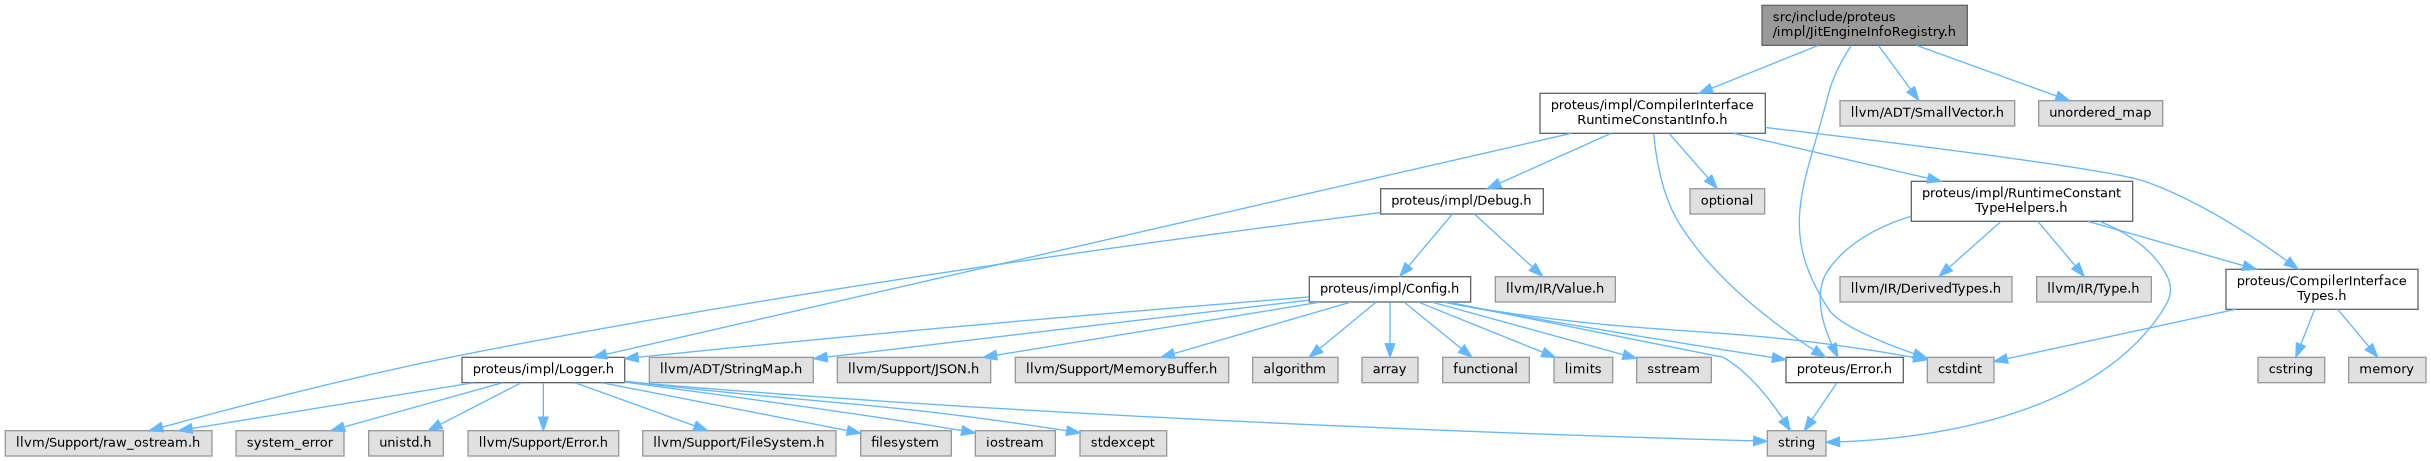 src/include/proteus
/impl/JitEngineInfoRegistry.h
proteus/impl/CompilerInterface
RuntimeConstantInfo.h
llvm/ADT/SmallVector.h
unordered_map
proteus/impl/Debug.h
optional
proteus/impl/RuntimeConstant
TypeHelpers.h
proteus/impl/Config.h
llvm/IR/Value.h
llvm/IR/DerivedTypes.h
llvm/IR/Type.h
proteus/CompilerInterface
Types.h
proteus/impl/Logger.h
llvm/ADT/StringMap.h
llvm/Support/JSON.h
llvm/Support/MemoryBuffer.h
algorithm
array
functional
limits
sstream
proteus/Error.h
cstdint
cstring
memory
llvm/Support/raw_ostream.h
system_error
unistd.h
llvm/Support/Error.h
llvm/Support/FileSystem.h
filesystem
iostream
stdexcept
string